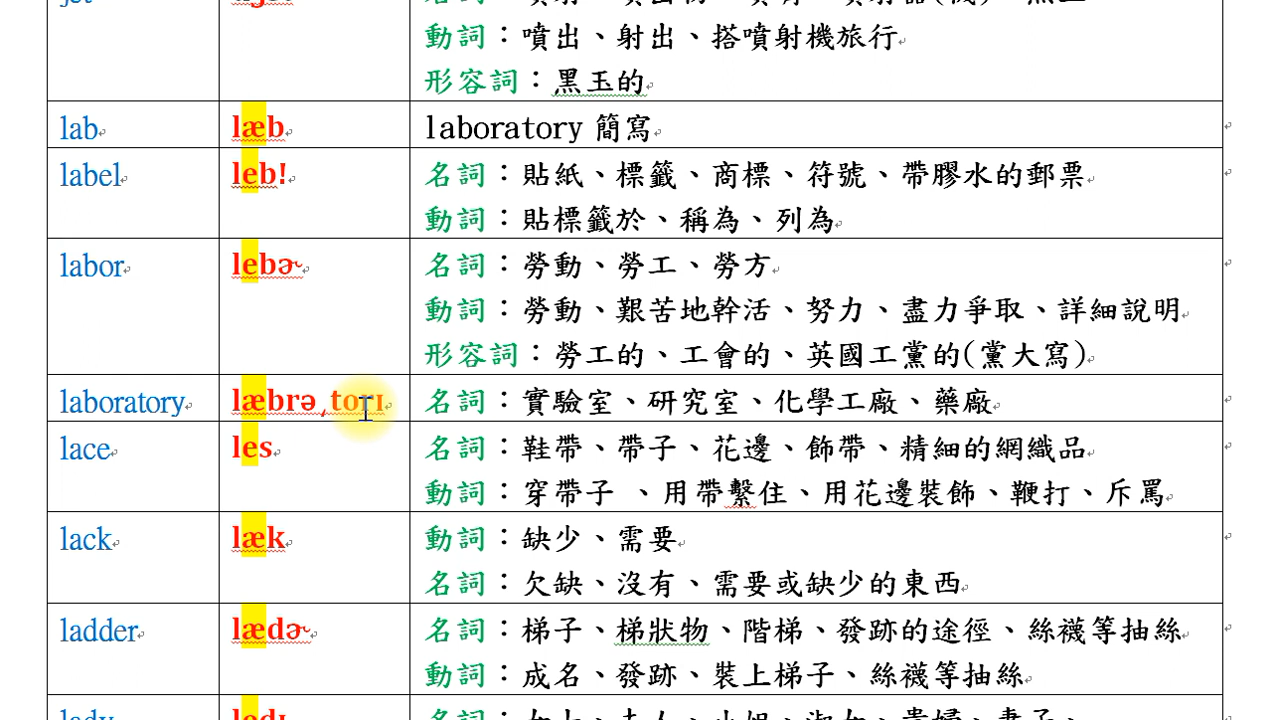 jet
動詞：噴出、射出、搭噴射機旅行
形容詞：黑玉的
lab læb laboratory 簡寫
label leb! 名詞：貼紙、標籤、商標、符號、帶膠水的郵票
動詞：貼標籤於、稱為、列為
labor lebɚ 名詞：勞動、勞工、勞方
動詞：勞動、艱苦地幹活、努力、盡力爭取、詳細說明
形容詞：勞工的、工會的、英國工黨的(黨大寫)
laboratory læbrəˏtorɪ 名詞：實驗室、研究室、化學工廠、藥廠
lace les 名詞：鞋帶、帶子、花邊、飾帶、精細的網織品
動詞：穿帶子 、用帶繫住、用花邊裝飾、鞭打、斥罵
lack læk 動詞：缺少、需要
名詞：欠缺、沒有、需要或缺少的東西
ladder lædɚ 名詞：梯子、梯狀物、階梯、發跡的途徑、絲襪等抽絲
動詞：成名、發跡、裝上梯子、絲襪等抽絲
lady ledɪ